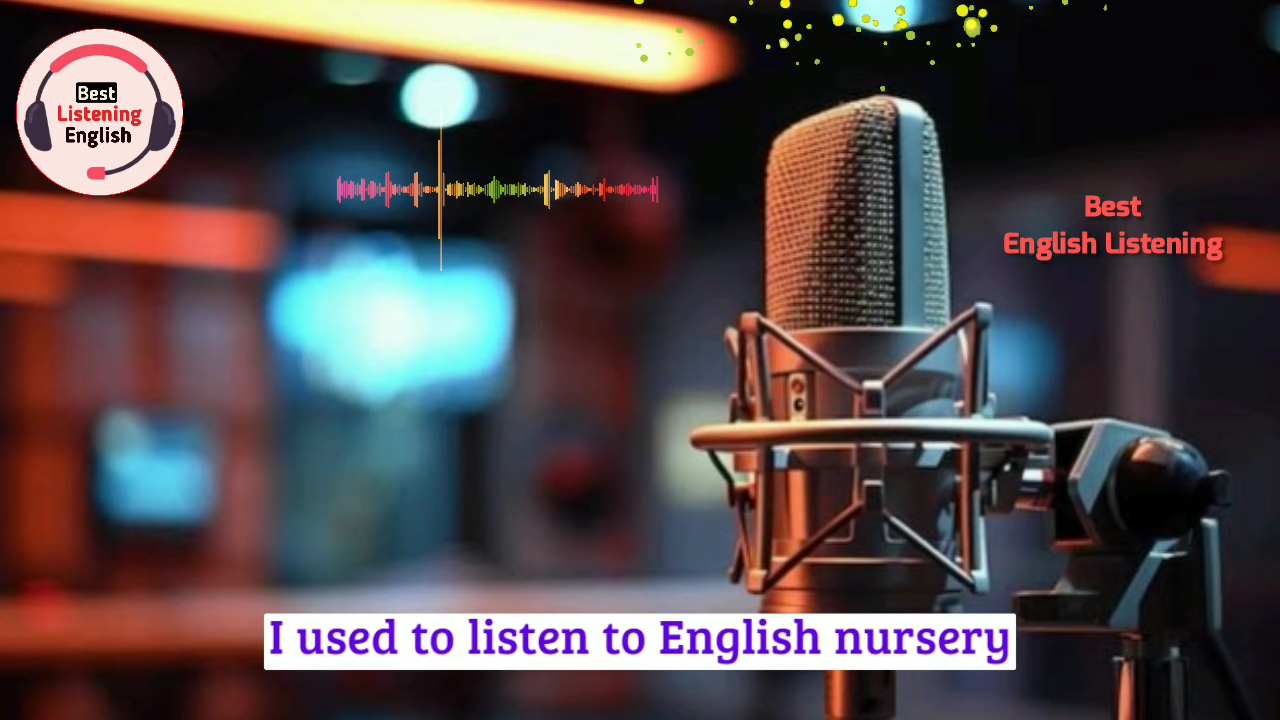 Best
Listening
English
Best
English Listening
I used to listen to English nursery